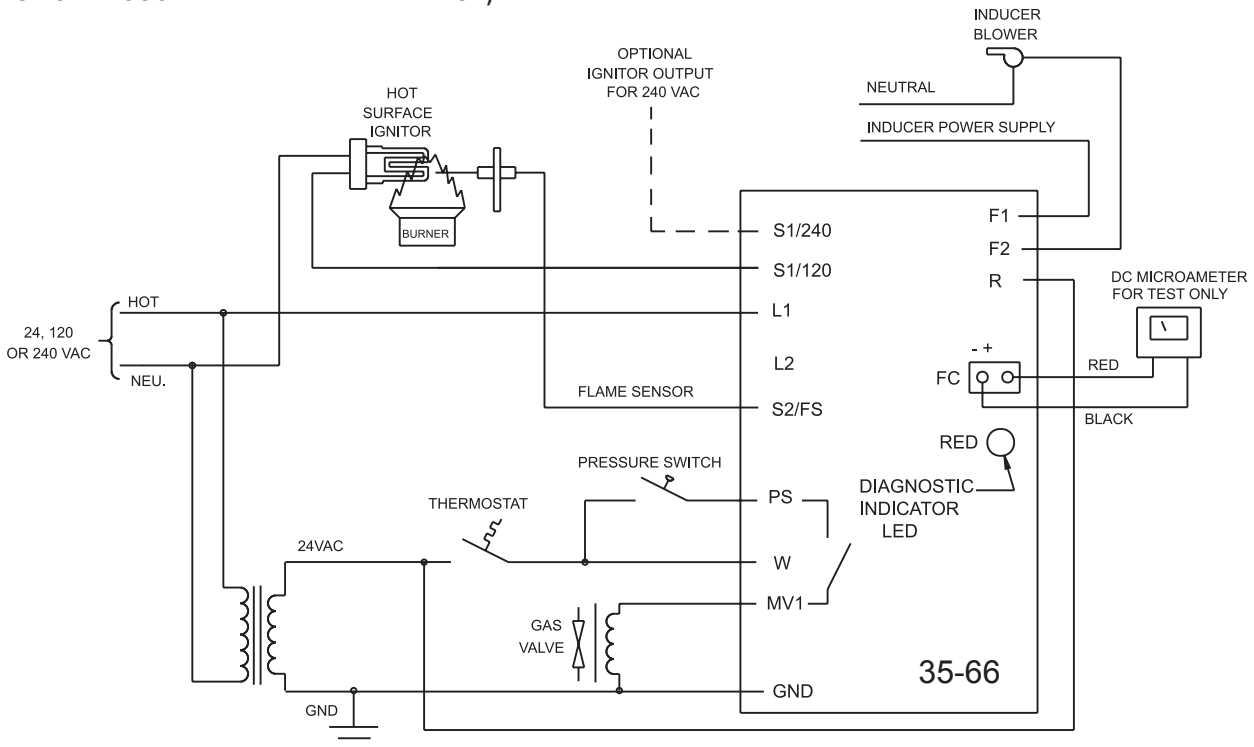 INDUCER
BLOWER
OPTIONAL
IGNITOR OUTPUT
FOR 240 VAC
HOT
SURFACE
IGNITOR
NEUTRAL
INDUCER POWER SUPPLY
BURNER
S1/240
F1
F2
S1/120
R
DC MICROAMETER
FOR TEST ONLY
HOT
L1
24, 120
OR 240 VAC
NEU.
L2
- +
FC
RED
FLAME SENSOR
S2/FS
BLACK
RED
PRESSURE SWITCH
PS
DIAGNOSTIC
INDICATOR
LED
THERMOSTAT
24VAC
W
MV1
GAS
VALVE
35-66
GND
GND